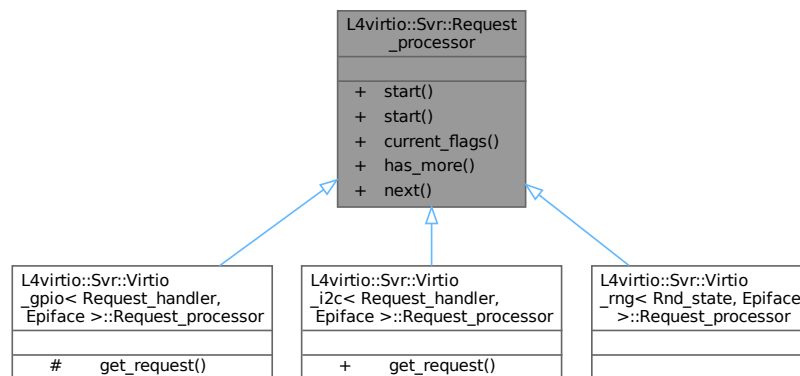 L4virtio::Svr::Request
_processor
+ start()
+ start()
+ current_flags()
+ has_more()
+ next()
L4virtio::Svr::Virtio
_gpio< Request_handler,
Epiface >::Request_processor
# get_request()
L4virtio::Svr::Virtio
_i2c< Request_handler,
Epiface >::Request_processor
+ get_request()
L4virtio::Svr::Virtio
_rng< Rnd_state, Epiface
>::Request_processor